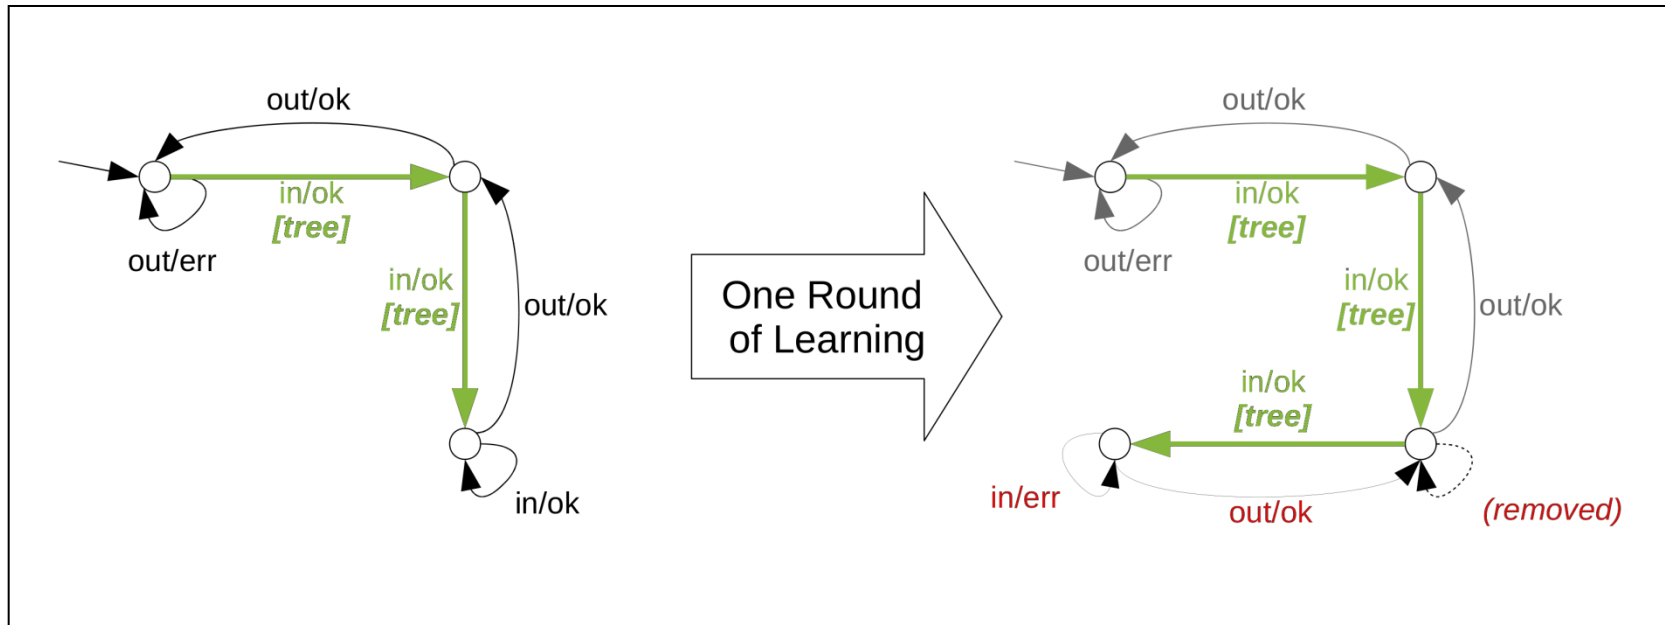 out/ok
in/ok
[tree]
out/err
in/ok
[tree]
out/ok
in/ok
One Round
of Learning
out/ok
in/ok
[tree]
out/err
in/ok
[tree]
out/ok
in/ok
[tree]
in/err
out/ok
(removed)